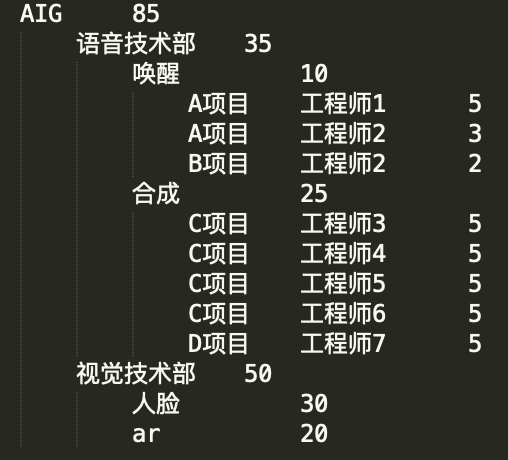 AIG 85
语音技术部 35
唤醒 10
A项目 工程师1 5
A项目 工程师2 3
B项目 工程师2 2
合成 25
C项目 工程师3 5
C项目 工程师4 5
C项目 工程师5 5
C项目 工程师6 5
D项目 工程师7 5
视觉技术部 50
人脸 30
ar 20